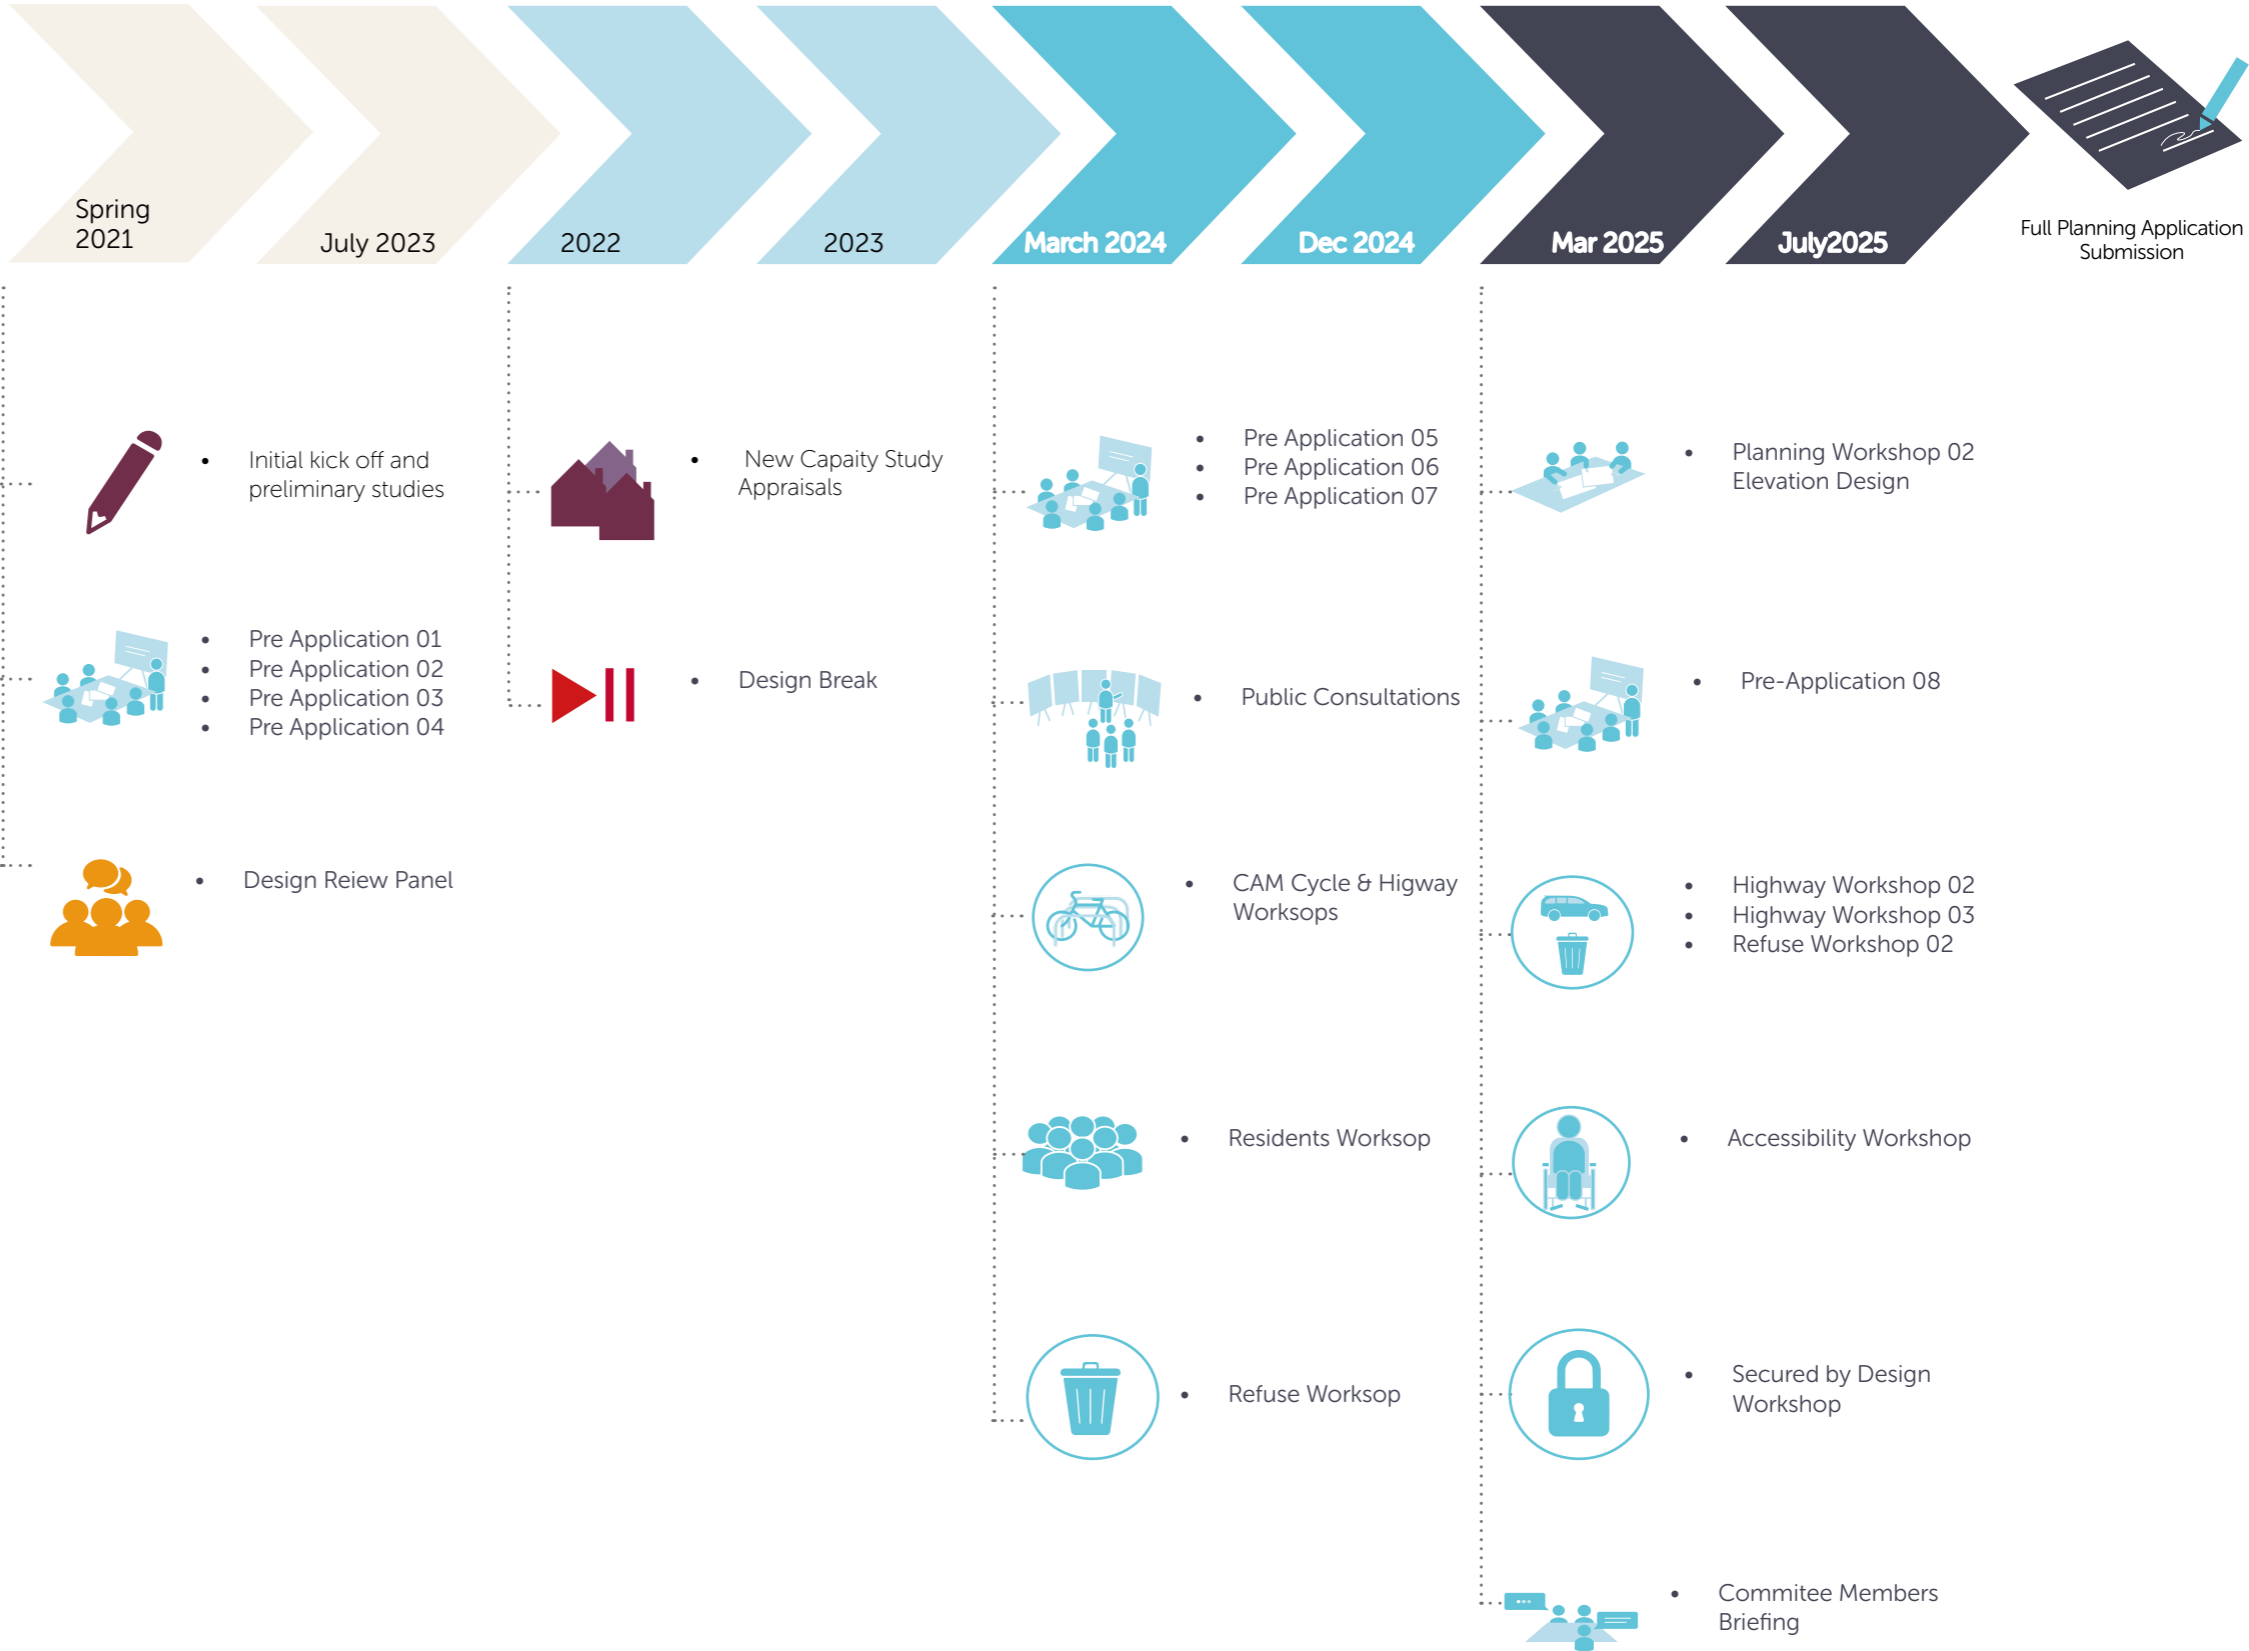 Spring
2021
July 2023
2022
2023
March 2024
Dec 2024
Mar 2025
July2025
Full Planning Application
Submission
• Initial kick off and
preliminary studies
• Pre Application 01
• Pre Application 02
• Pre Application 03
• Pre Application 04
• Design Reiew Panel
• New Capaity Study
Appraisals
• Design Break
• Pre Application 05
• Pre Application 06
• Pre Application 07
• Public Consultations
• CAM Cycle & Higway
Worksops
• Residents Worksop
• Refuse Worksop
• Planning Workshop 02
Elevation Design
• Pre-Application 08
• Highway Workshop 02
• Highway Workshop 03
• Refuse Workshop 02
• Accessibility Workshop
• Secured by Design
Workshop
• Commitee Members
Briefing